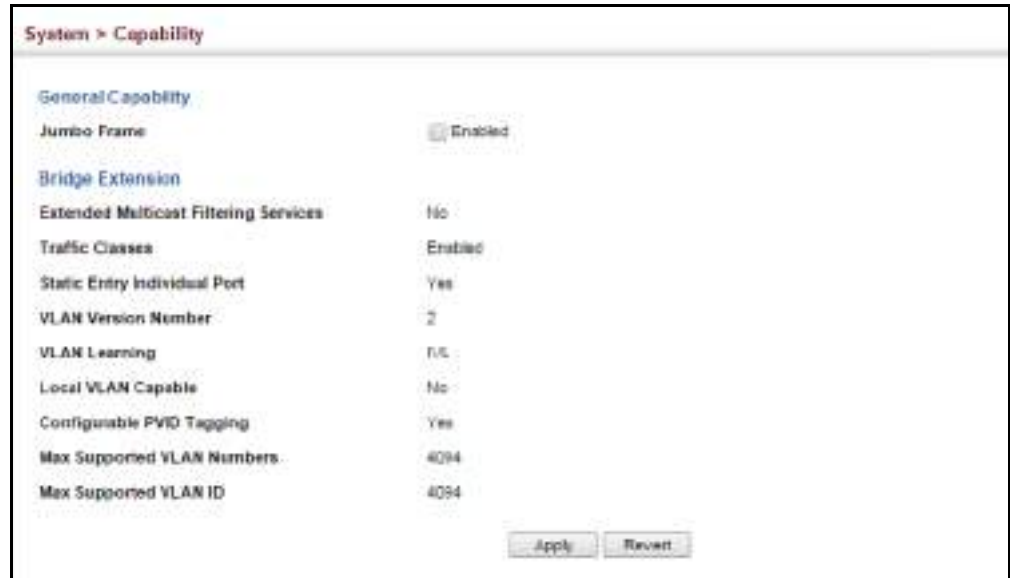 System > Capability
General Capability
Jumbo Frame Enabled
Bridge Extension
Extended Multicast Filtering Services No
Traffic Classes Enabled
Static Entry Individual Port Yes
VLAN Version Number 2
VLAN Learning IVL
Local VLAN Capable No
Configurable PVID Tagging Yes
Max Supported VLAN Numbers 4094
Max Supported VLAN ID 4094
Apply Revert